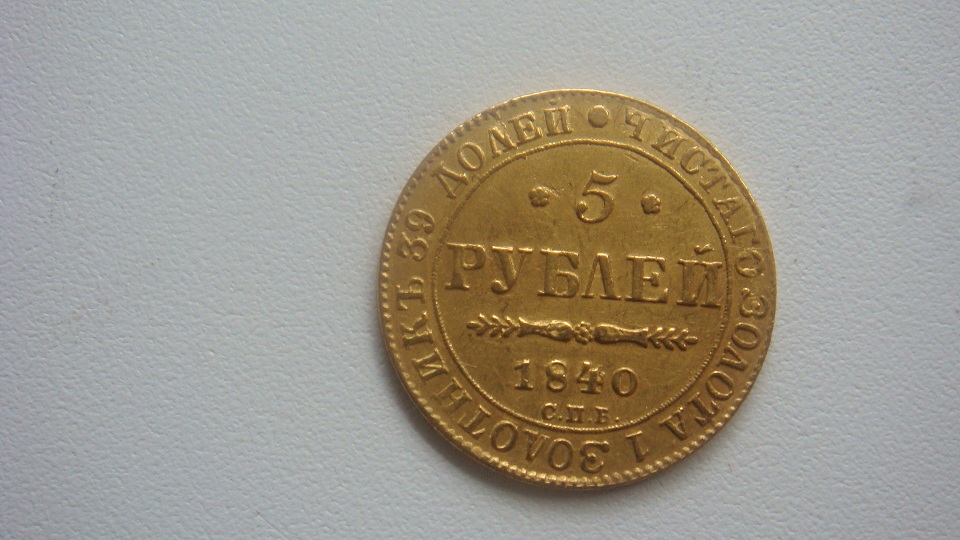 ЧИСТАГО ЗОЛОТА 1 ЗОЛОТНИКЪ 39 ДОЛЕЙ
5
РУБЛЕЙ
1840
С.П.Б.